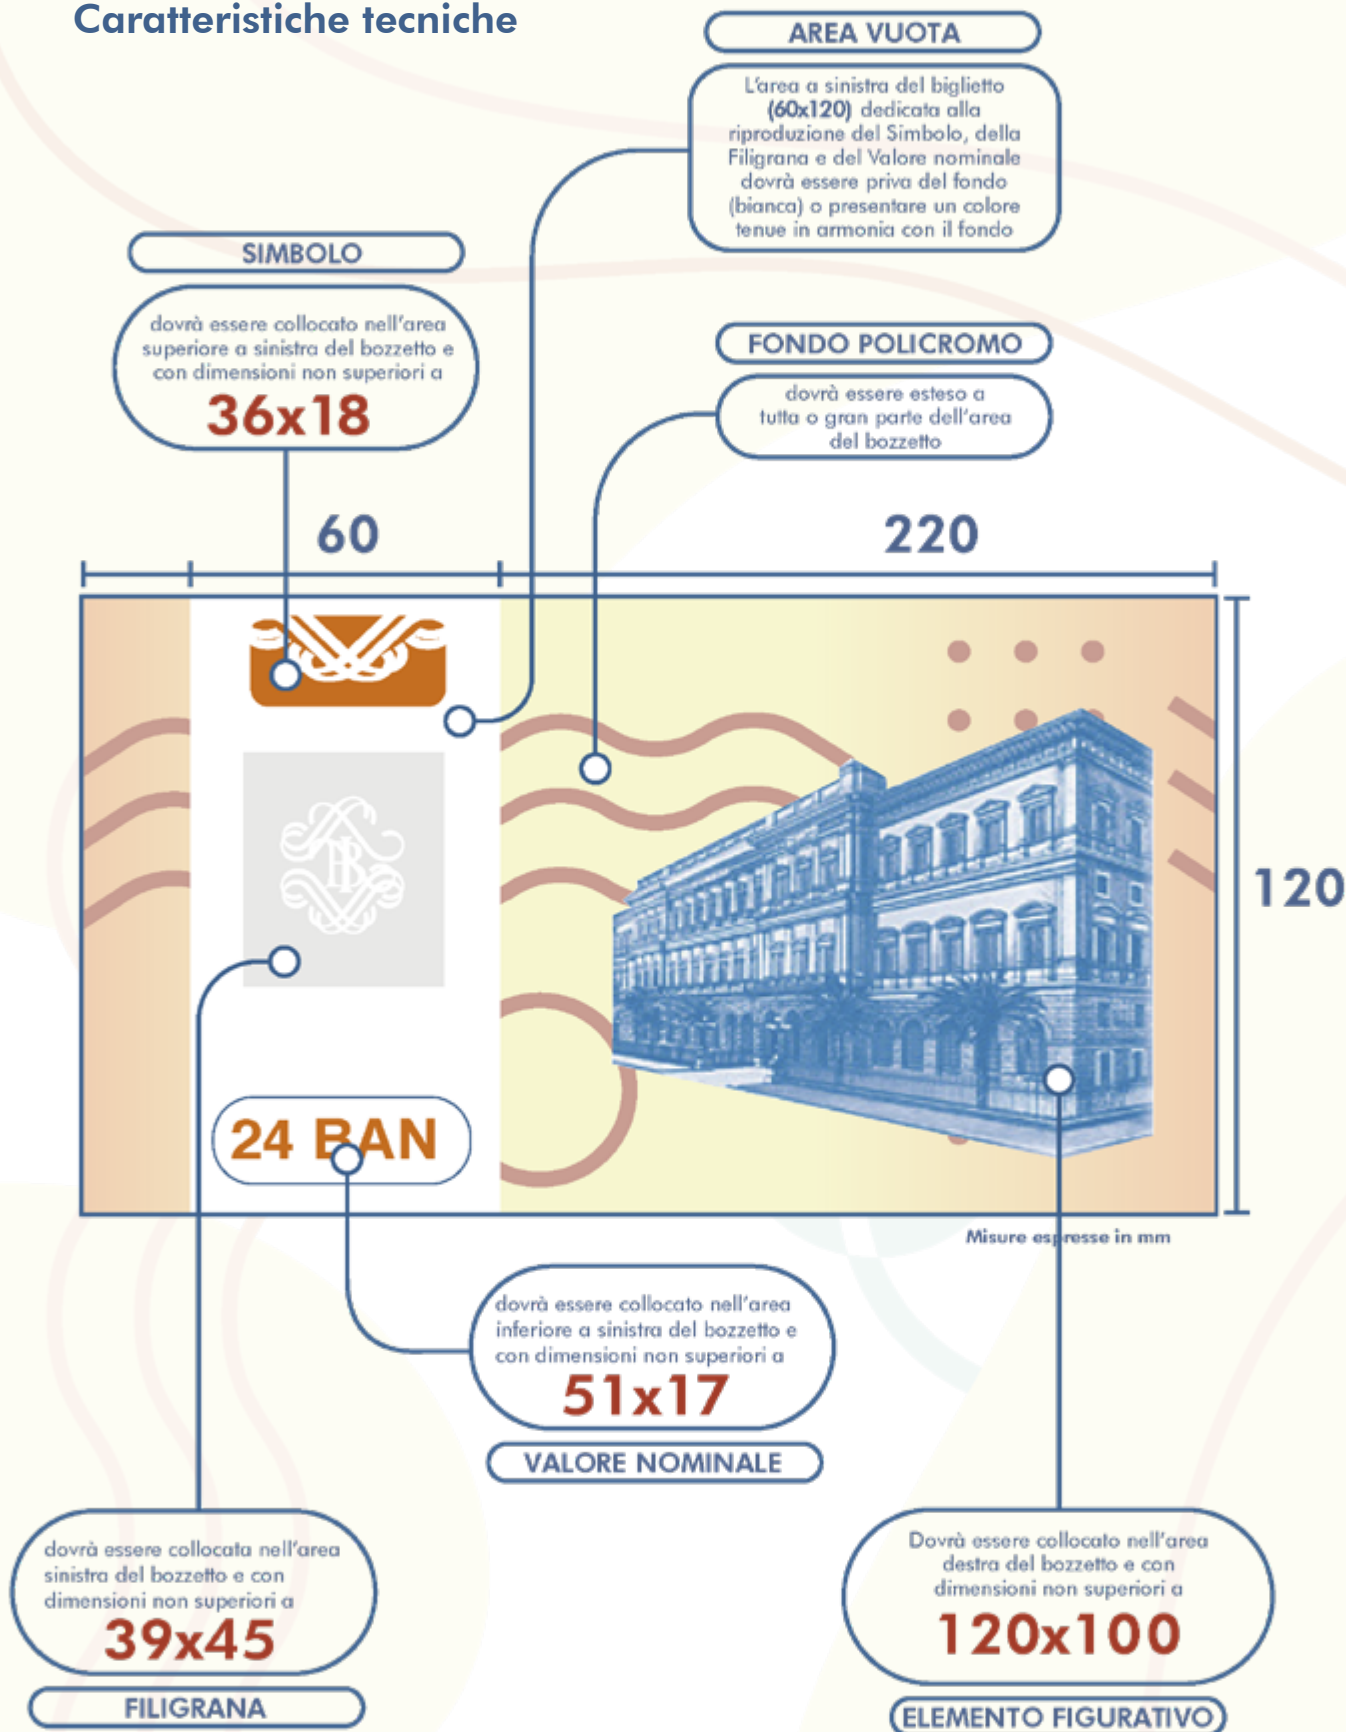 Caratteristiche tecniche
AREA VUOTA
L'area a sinistra del biglietto
(60x120) dedicata alla
riproduzione del Simbolo, della
Filigrana e del Valore nominale
dovrà essere priva del fondo
(bianca) o presentare un colore
tenue in armonia con il fondo
SIMBOLO
dovrà essere collocato nell'area
superiore a sinistra del bozzetto e
con dimensioni non superiori a
36x18
FONDO POLICROMO
dovrà essere esteso a
tutta o gran parte dell'area
del bozzetto
60
220
120
24 BAN
Misure espresse in mm
dovrà essere collocato nell'area
inferiore a sinistra del bozzetto e
con dimensioni non superiori a
51x17
VALORE NOMINALE
dovrà essere collocata nell'area
sinistra del bozzetto e con
dimensioni non superiori a
39x45
FILIGRANA
Dovrà essere collocato nell'area
destra del bozzetto e con
dimensioni non superiori a
120x100
ELEMENTO FIGURATIVO